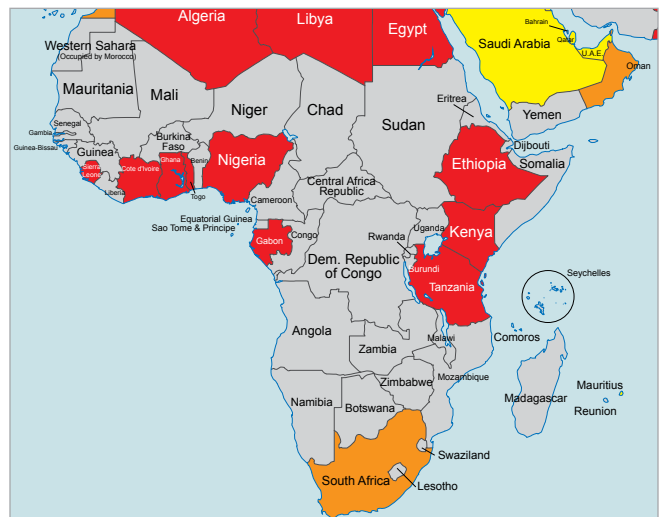 Algeria
Libya
Egypt
Bahrain
Saudi Arabia
Qatar
U.A.E.
Oman
Western Sahara
(Occupied by Morocco)
Mauritania
Mali
Niger
Chad
Sudan
Eritrea
Yemen
Senegal
Gambia
Guinea-Bissau
Guinea
Burkina
Faso
Djibouti
Somalia
Sierra
Leone
Cote d'ivoire
Ghana
Benin
Nigeria
Ethiopia
Liberia
Togo
Central Africa
Republic
Cameroon
Equatorial Guinea
Sao Tome & Principe
Gabon
Congo
Uganda
Kenya
Rwanda
Dem. Republic
of Congo
Burundi
Tanzania
Seychelles
Angola
Malawi
Comoros
Zambia
Mozambique
Zimbabwe
Madagascar
Mauritius
Reunion
Namibia
Botswana
Swaziland
South Africa
Lesotho